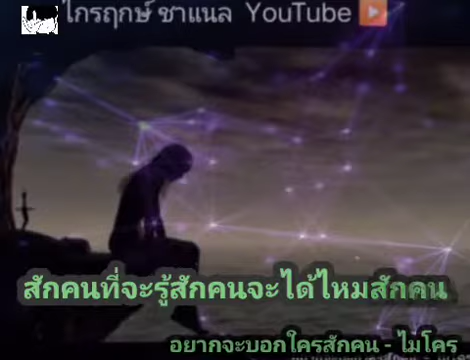 ไกรฤกษ์ ชาแนล YouTube
สักคนที่จะรู้สักคนจะได้ไหมสักคน
อยากจะบอกใครสักคน - ไมโคร